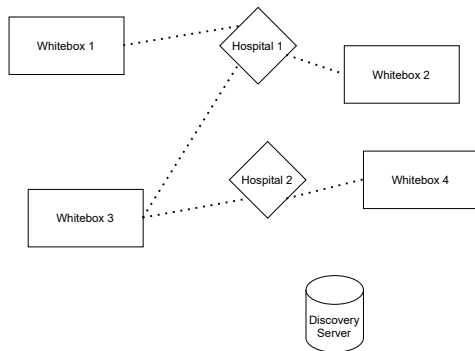 Whitebox 1
Hospital 1
Whitebox 2
Hospital 2
Whitebox 4
Whitebox 3
Discovery
Server